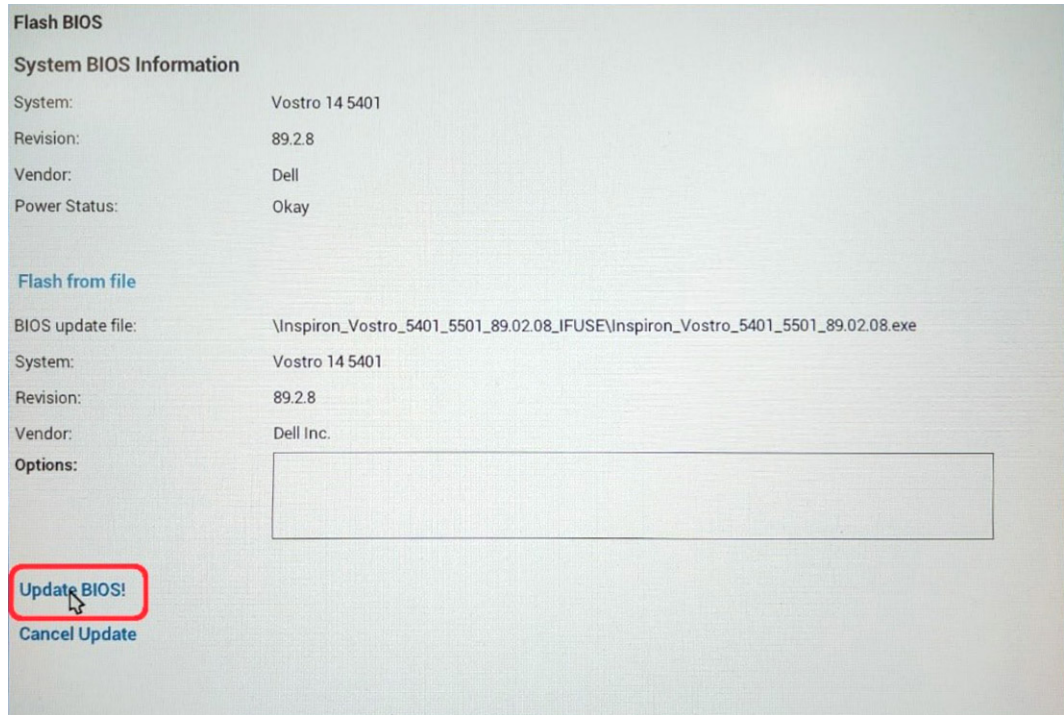 Flash BIOS
System BIOS Information
System: Vostro 14 5401
Revision: 89.2.8
Vendor: Dell
Power Status: Okay
Flash from file
BIOS update file: \Inspiron_Vostro_5401_5501_89.02.08_IFUSE\Inspiron_Vostro_5401_5501_89.02.08.exe
System: Vostro 14 5401
Revision: 89.2.8
Vendor: Dell Inc.
Options:
Update BIOS!
Cancel Update